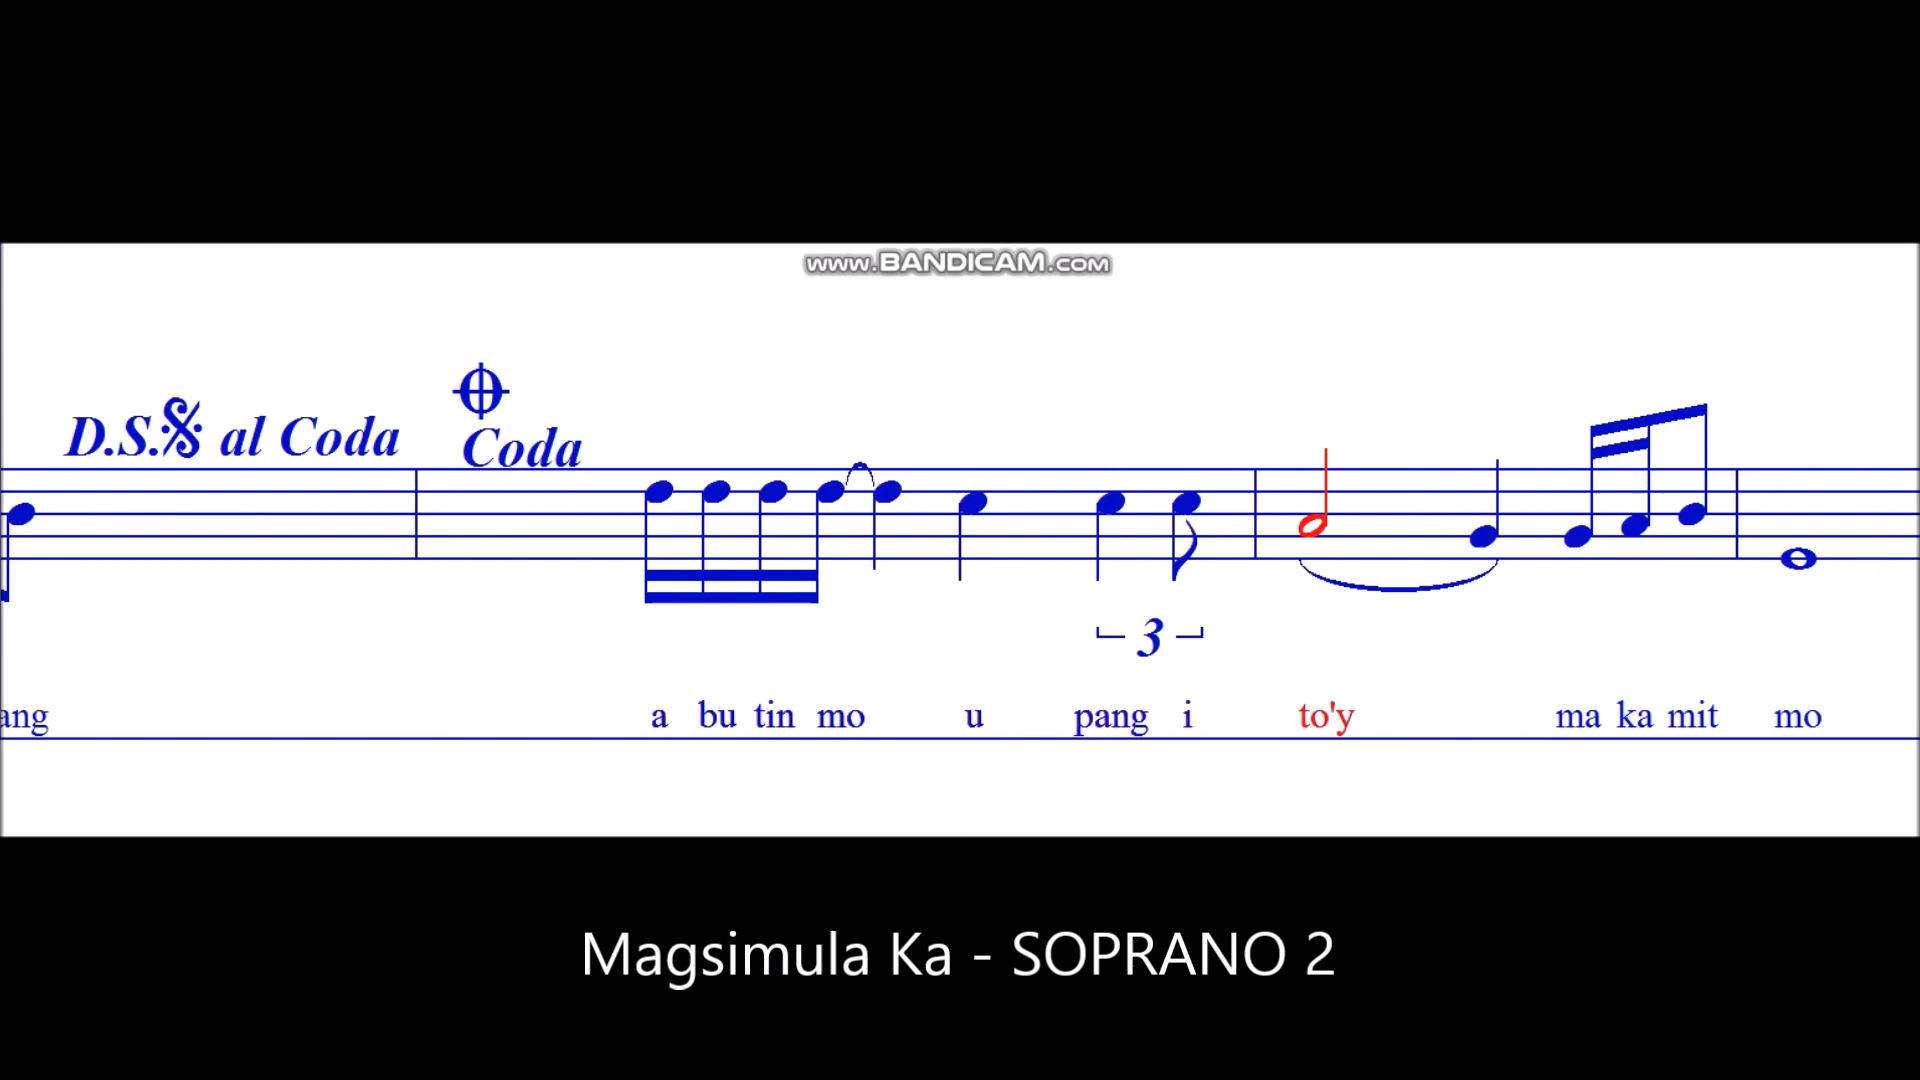 www.BANDICAM.com
D.S. al Coda
Coda
3
ang a bu tin mo u pang i to'y ma ka mit mo
Magsimula Ka - SOPRANO 2